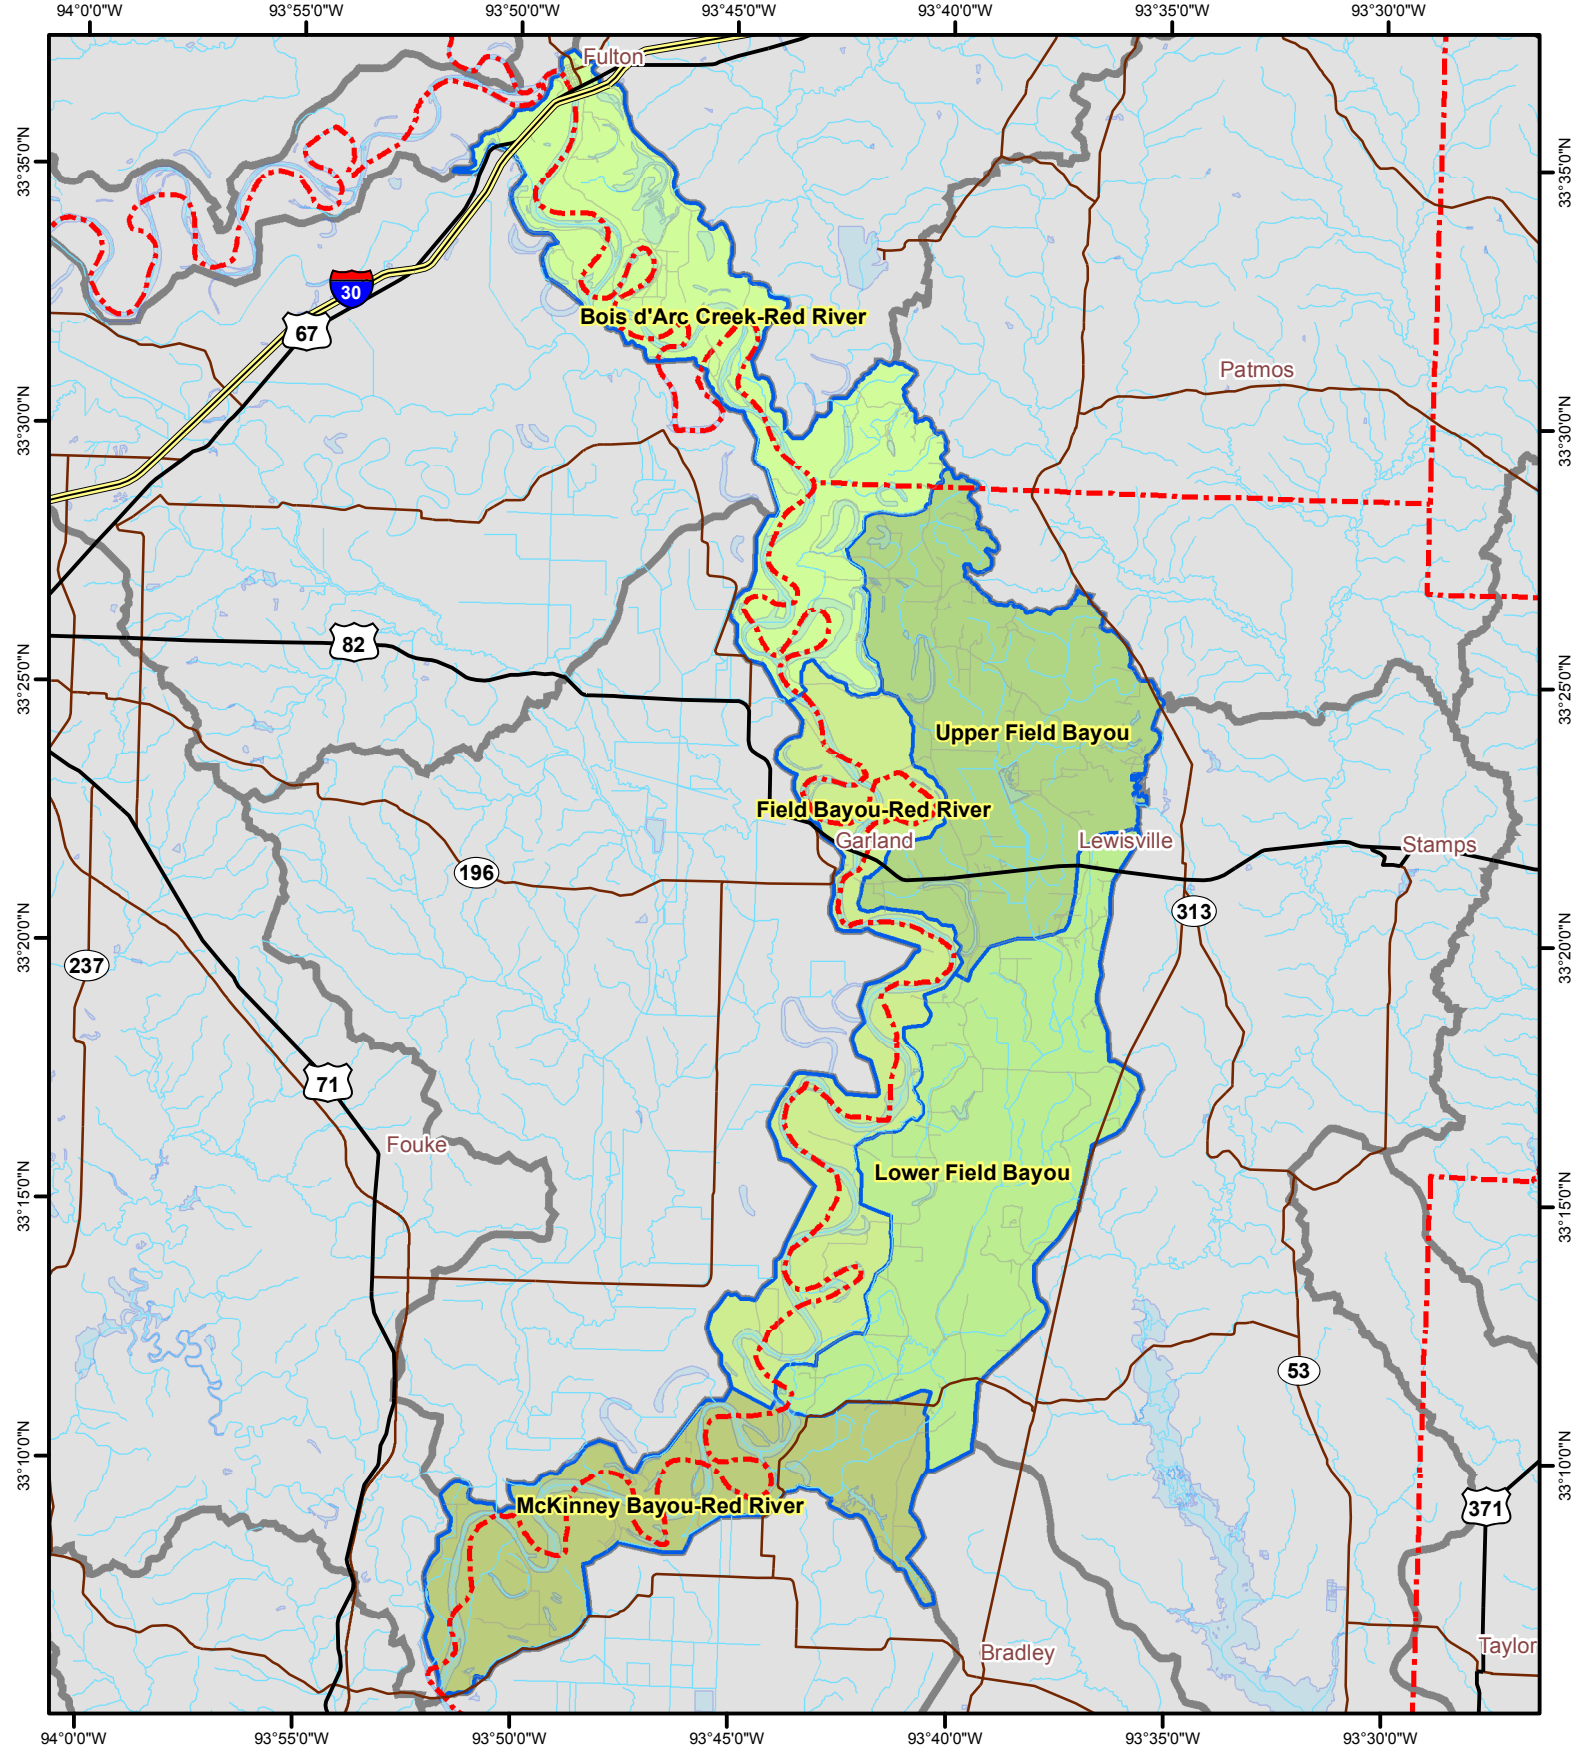 94°0'0"W 93°55'0"W 93°50'0"W 93°45'0"W 93°40'0"W 93°35'0"W 93°30'0"W
Fulton
33°35'0"N
33°35'0"N
30
67
Bois d'Arc Creek-Red River
Patmos
33°30'0"N
33°30'0"N
82
33°25'0"N
33°25'0"N
Upper Field Bayou
Field Bayou-Red River
Garland
Lewisville
Stamps
196
313
33°20'0"N
33°20'0"N
237
71
Fouke
Lower Field Bayou
33°15'0"N
33°15'0"N
53
33°10'0"N
33°10'0"N
McKinney Bayou-Red River
371
Bradley
Taylor
94°0'0"W 93°55'0"W 93°50'0"W 93°45'0"W 93°40'0"W 93°35'0"W 93°30'0"W